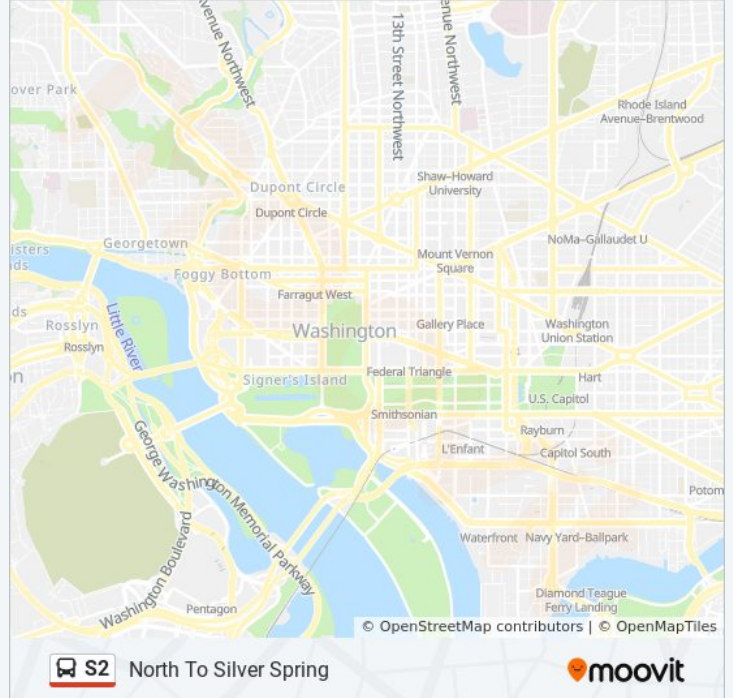 venue Northwest
13th Street Northwest
enue Northwest
over Park
Rhode Island
Avenue–Brentwood
Shaw–Howard
University
Dupont Circle
Dupont Circle
Georgetown
NoMa–Gallaudet U
Mount Vernon
Square
isters
nds
Foggy Bottom
Farragut West
Little River
ds
Rosslyn
Rosslyn
Washington
Gallery Place
Washington
Union Station
on
Signer's Island
Federal Triangle
Hart
U.S. Capitol
Smithsonian
Rayburn
George Washington Memorial Parkway
L'Enfant
Capitol South
Potom
Washington Boulevard
Waterfront
Navy Yard–Ballpark
Diamond Teague
Ferry Landing
Pentagon
© OpenStreetMap contributors | © OpenMapTiles
S2 North To Silver Spring
moovit